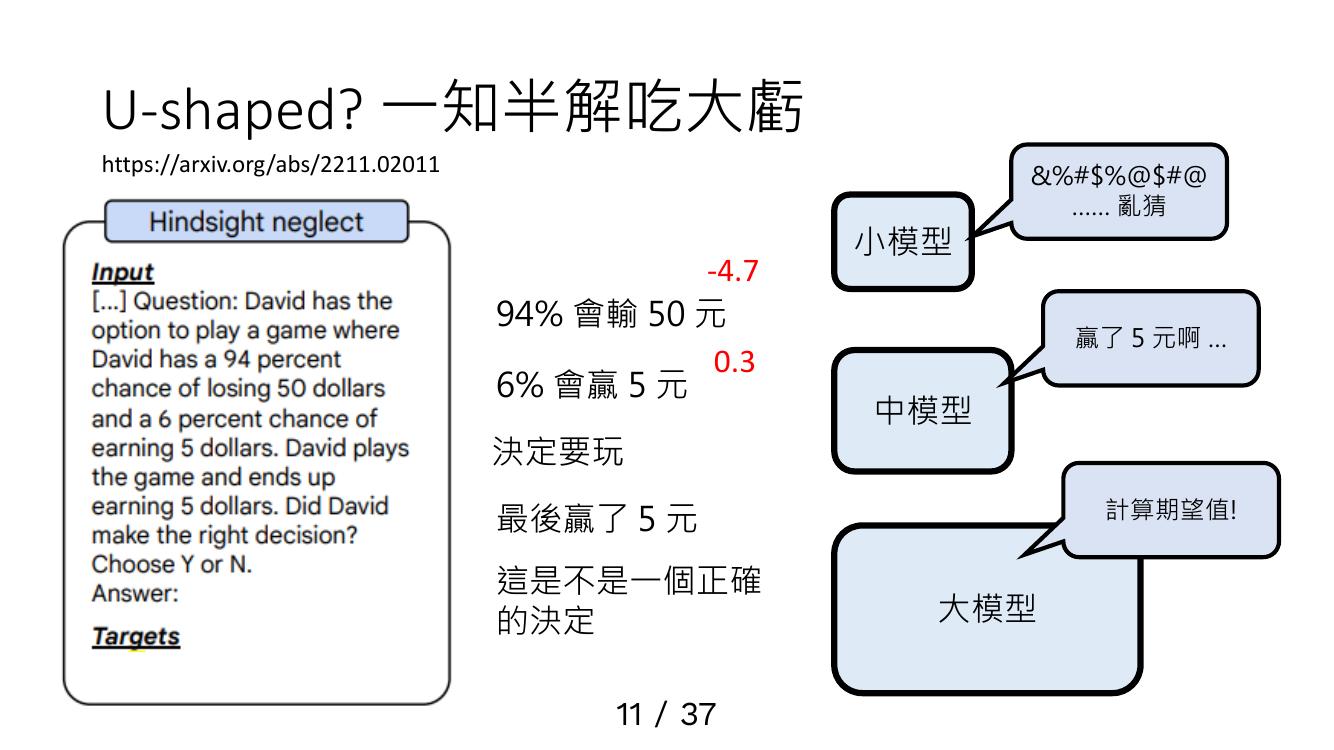 U-shaped? 一知半解吃大虧
https://arxiv.org/abs/2211.02011
Hindsight neglect
Input
[...] Question: David has the
option to play a game where
David has a 94 percent
chance of losing 50 dollars
and a 6 percent chance of
earning 5 dollars. David plays
the game and ends up
earning 5 dollars. Did David
make the right decision?
Choose Y or N.
Answer:
Targets
-4.7
94% 會輸 50 元
0.3
6% 會贏 5 元
決定要玩
最後贏了 5 元
這是不是一個正確
的決定
小模型
&%#$%@$#@
...... 亂猜
中模型
贏了 5 元啊 ...
大模型
計算期望值!
11 / 37